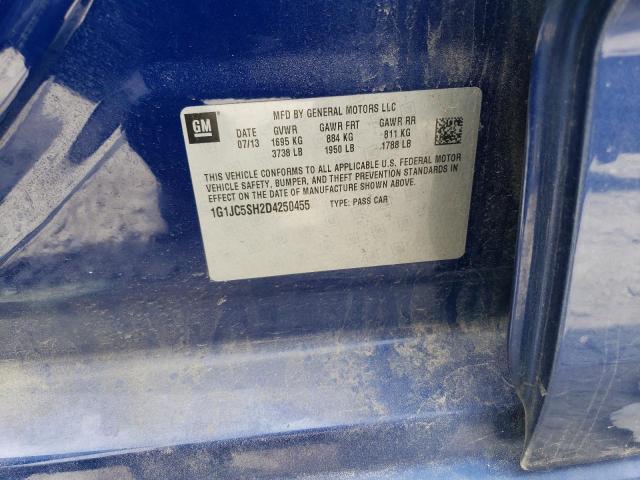 MFD BY GENERAL MOTORS LLC
GM
DATE GVWR GAWR FRT GAWR RR
07/13 1695 KG 884 KG 811 KG
3738 LB 1950 LB 1788 LB
THIS VEHICLE CONFORMS TO ALL APPLICABLE U.S. FEDERAL MOTOR
VEHICLE SAFETY, BUMPER, AND THEFT PREVENTION STANDARDS IN
EFFECT ON THE DATE OF MANUFACTURE SHOWN ABOVE.
1G1JC5SH2D4250455 TYPE: PASS CAR